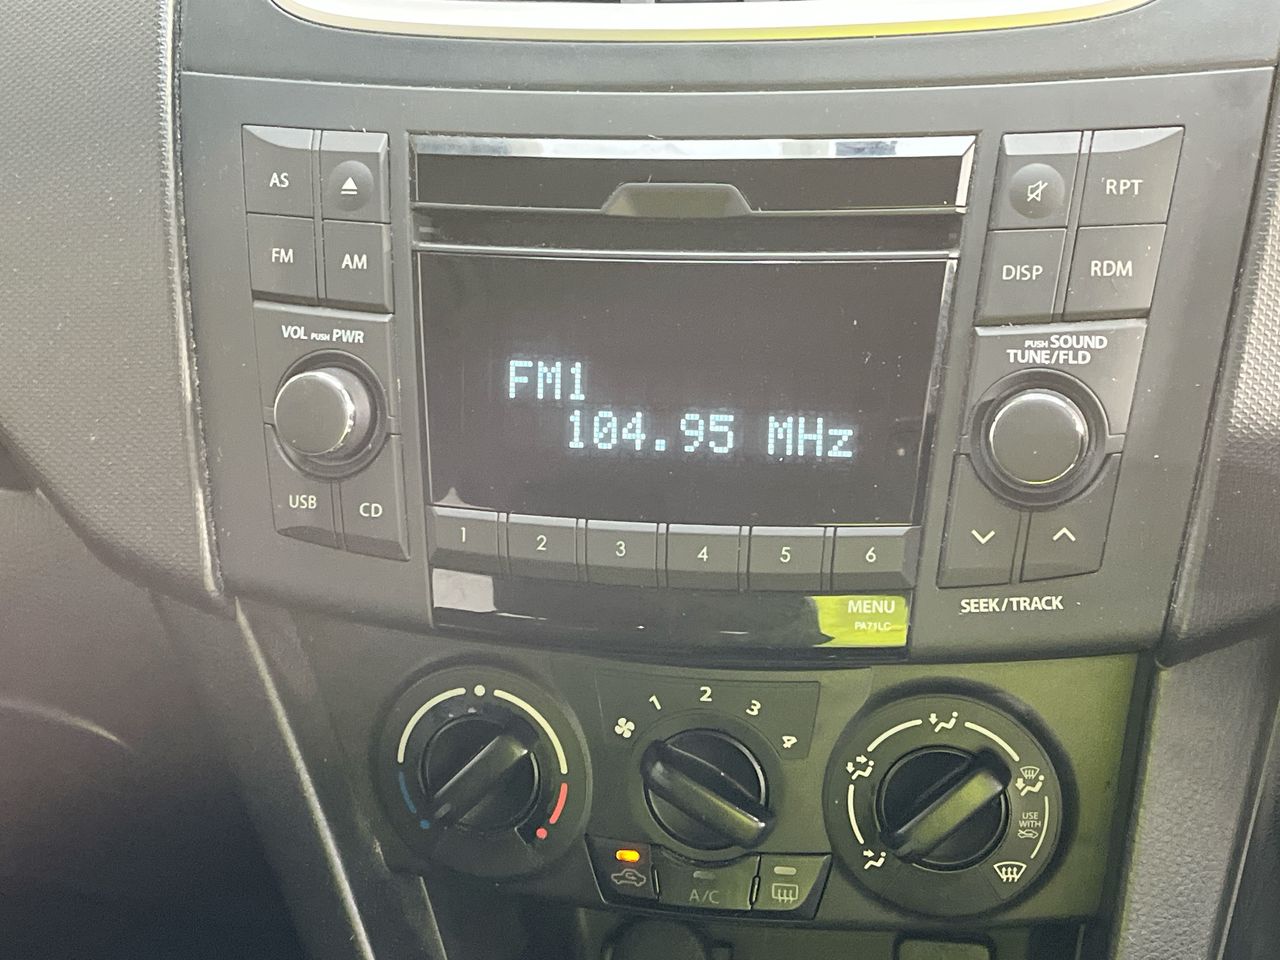 AS
RPT
FM
AM
DISP
RDM
VOL PUSH PWR
PUSH SOUND
TUNE/FLD
FM1
104.95 MHz
USB
CD
1
2
3
4
5
6
MENU
PA71LC
SEEK/TRACK
1
2
3
4
USE
WITH
A/C